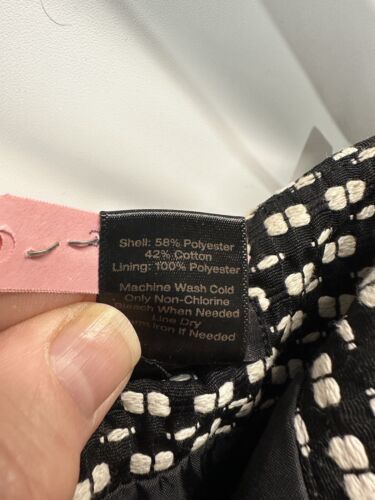 Shell: 58% Polyester
42% Cotton
Lining: 100% Polyester
Machine Wash Cold
Only Non-Chlorine
Bleach When Needed
Line Dry
Iron If Needed